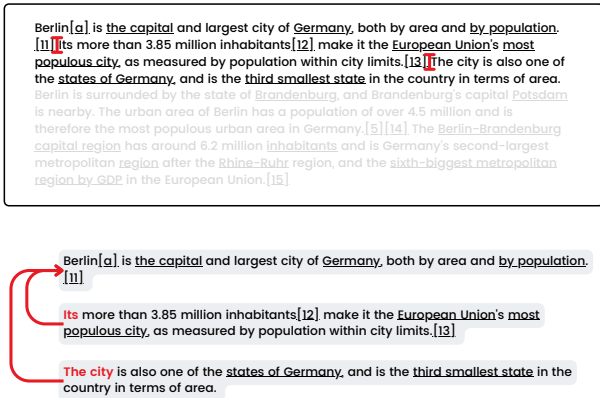 Berlin[a] is the capital and largest city of Germany, both by area and by population.
[11] Its more than 3.85 million inhabitants[12] make it the European Union's most
populous city, as measured by population within city limits.[13] The city is also one of
the states of Germany, and is the third smallest state in the country in terms of area.
Berlin is surrounded by the state of Brandenburg, and Brandenburg's capital Potsdam
is nearby. The urban area of Berlin has a population of over 4.5 million and is
therefore the most populous urban area in Germany.[5][14] The Berlin-Brandenburg
capital region has around 6.2 million inhabitants and is Germany's second-largest
metropolitan region after the Rhine-Ruhr region, and the sixth-biggest metropolitan
region by GDP in the European Union.[15]
Berlin[a] is the capital and largest city of Germany, both by area and by population.
[11]
Its more than 3.85 million inhabitants[12] make it the European Union's most
populous city, as measured by population within city limits.[13]
The city is also one of the states of Germany, and is the third smallest state in the
country in terms of area.